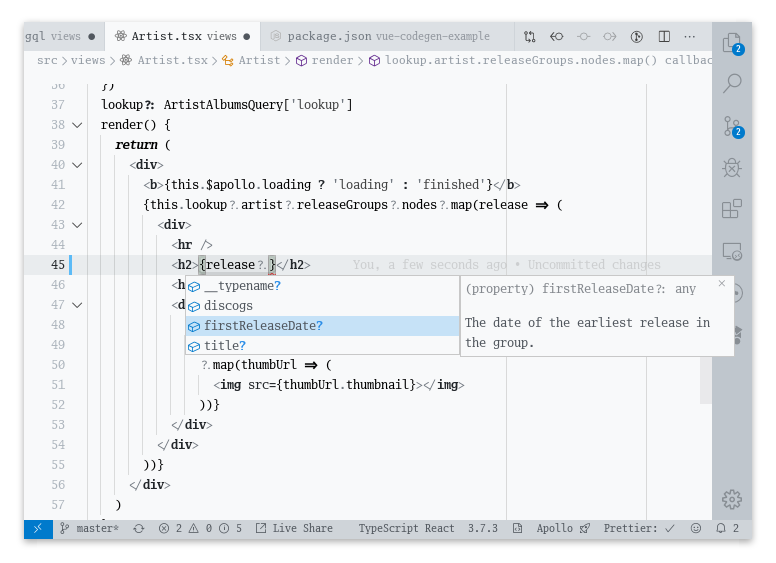 gql views ● Artist.tsx views ● package.json vue-codegen-example ...
src > views > Artist.tsx > Artist > render > lookup.artist.releaseGroups.nodes.map() callbac
36 })
37 lookup?: ArtistAlbumsQuery['lookup']
38 render() {
39 return (
40 <div>
41 <b>{this.$apollo.loading ? 'loading' : 'finished'}</b>
42 {this.lookup?.artist?.releaseGroups?.nodes?.map(release => (
43 <div>
44 <hr />
45 <h2>{release?.}</h2> You, a few seconds ago • Uncommitted changes
46 <h
47 <d
48
49
50 ?.map(thumbUrl => (
51 <img src={thumbUrl.thumbnail}></img>
52 ))}
53 </div>
54 </div>
55 ))}
56 </div>
57 )
__typename?
discogs
firstReleaseDate?
title?
(property) firstReleaseDate?: any ×
The date of the earliest release in
the group.
2
2
master* 2 0 5 Live Share TypeScript React 3.7.3 Apollo Prettier: ✓ 2